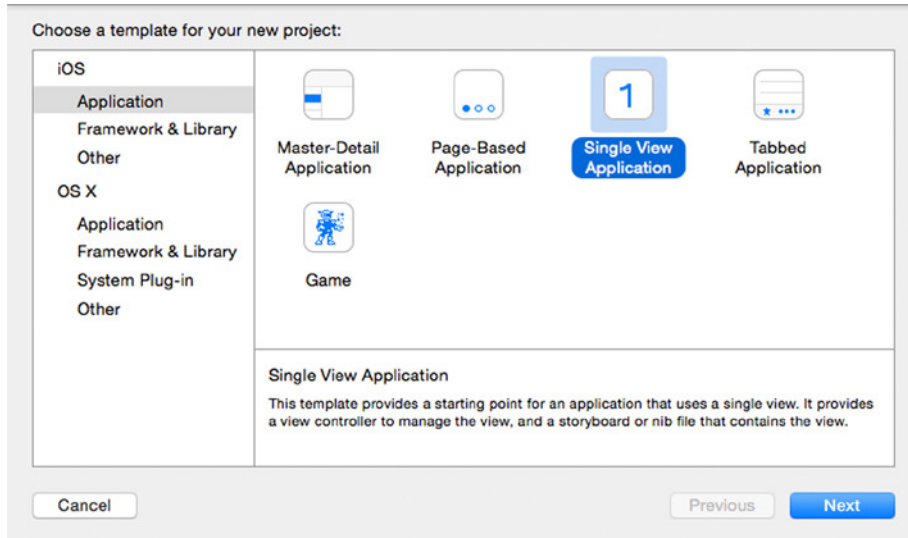 Choose a template for your new project:
iOS
Application
Framework & Library
Other
OS X
Application
Framework & Library
System Plug-in
Other
Master-Detail
Application
Page-Based
Application
1
Single View
Application
Tabbed
Application
Game
Single View Application
This template provides a starting point for an application that uses a single view. It provides
a view controller to manage the view, and a storyboard or nib file that contains the view.
Cancel
Previous
Next